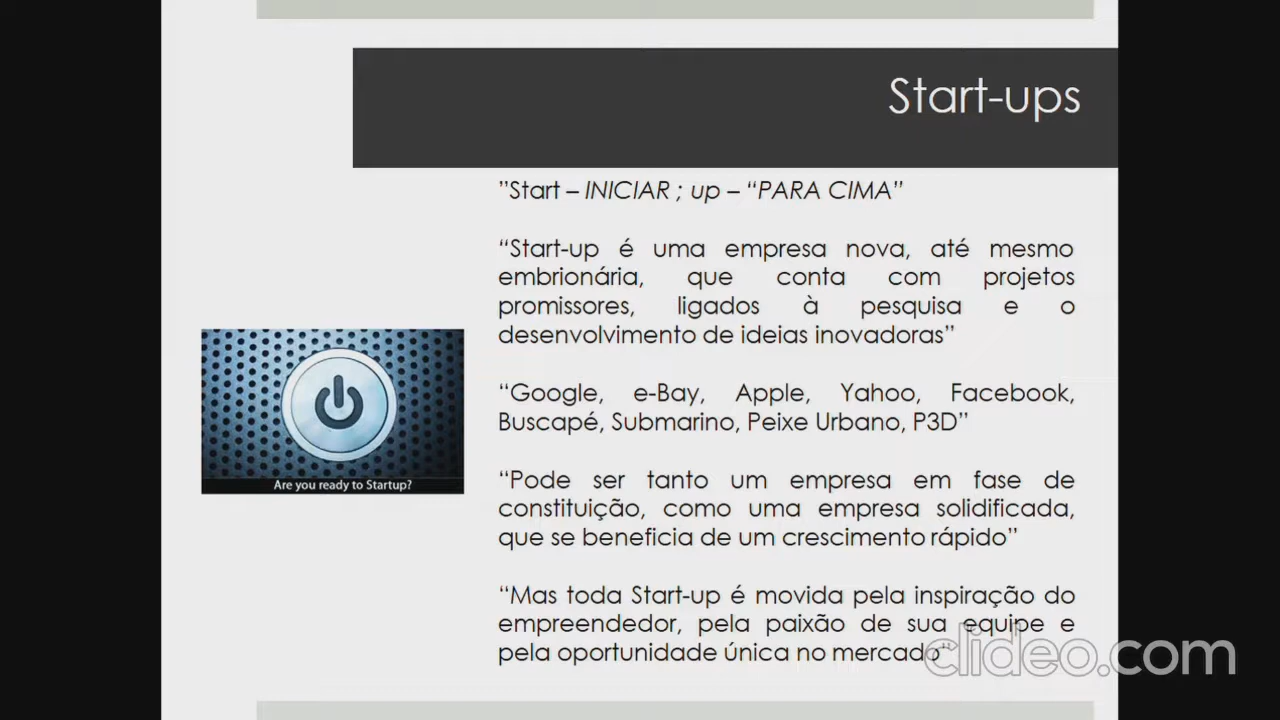 Start-ups
”Start – INICIAR ; up – “PARA CIMA”
“Start-up é uma empresa nova, até mesmo
embrionária, que conta com projetos
promissores, ligados à pesquisa e o
desenvolvimento de ideias inovadoras”
“Google, e-Bay, Apple, Yahoo, Facebook,
Buscapé, Submarino, Peixe Urbano, P3D”
“Pode ser tanto um empresa em fase de
constituição, como uma empresa solidificada,
que se beneficia de um crescimento rápido”
“Mas toda Start-up é movida pela inspiração do
empreendedor, pela paixão de sua equipe e
pela oportunidade única no mercado”
Are you ready to Startup?
clideo.com